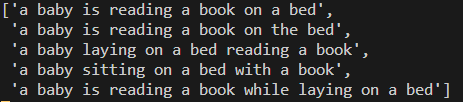 ['a baby is reading a book on a bed',
'a baby is reading a book on the bed',
'a baby laying on a bed reading a book',
'a baby sitting on a bed with a book',
'a baby is reading a book while laying on a bed']